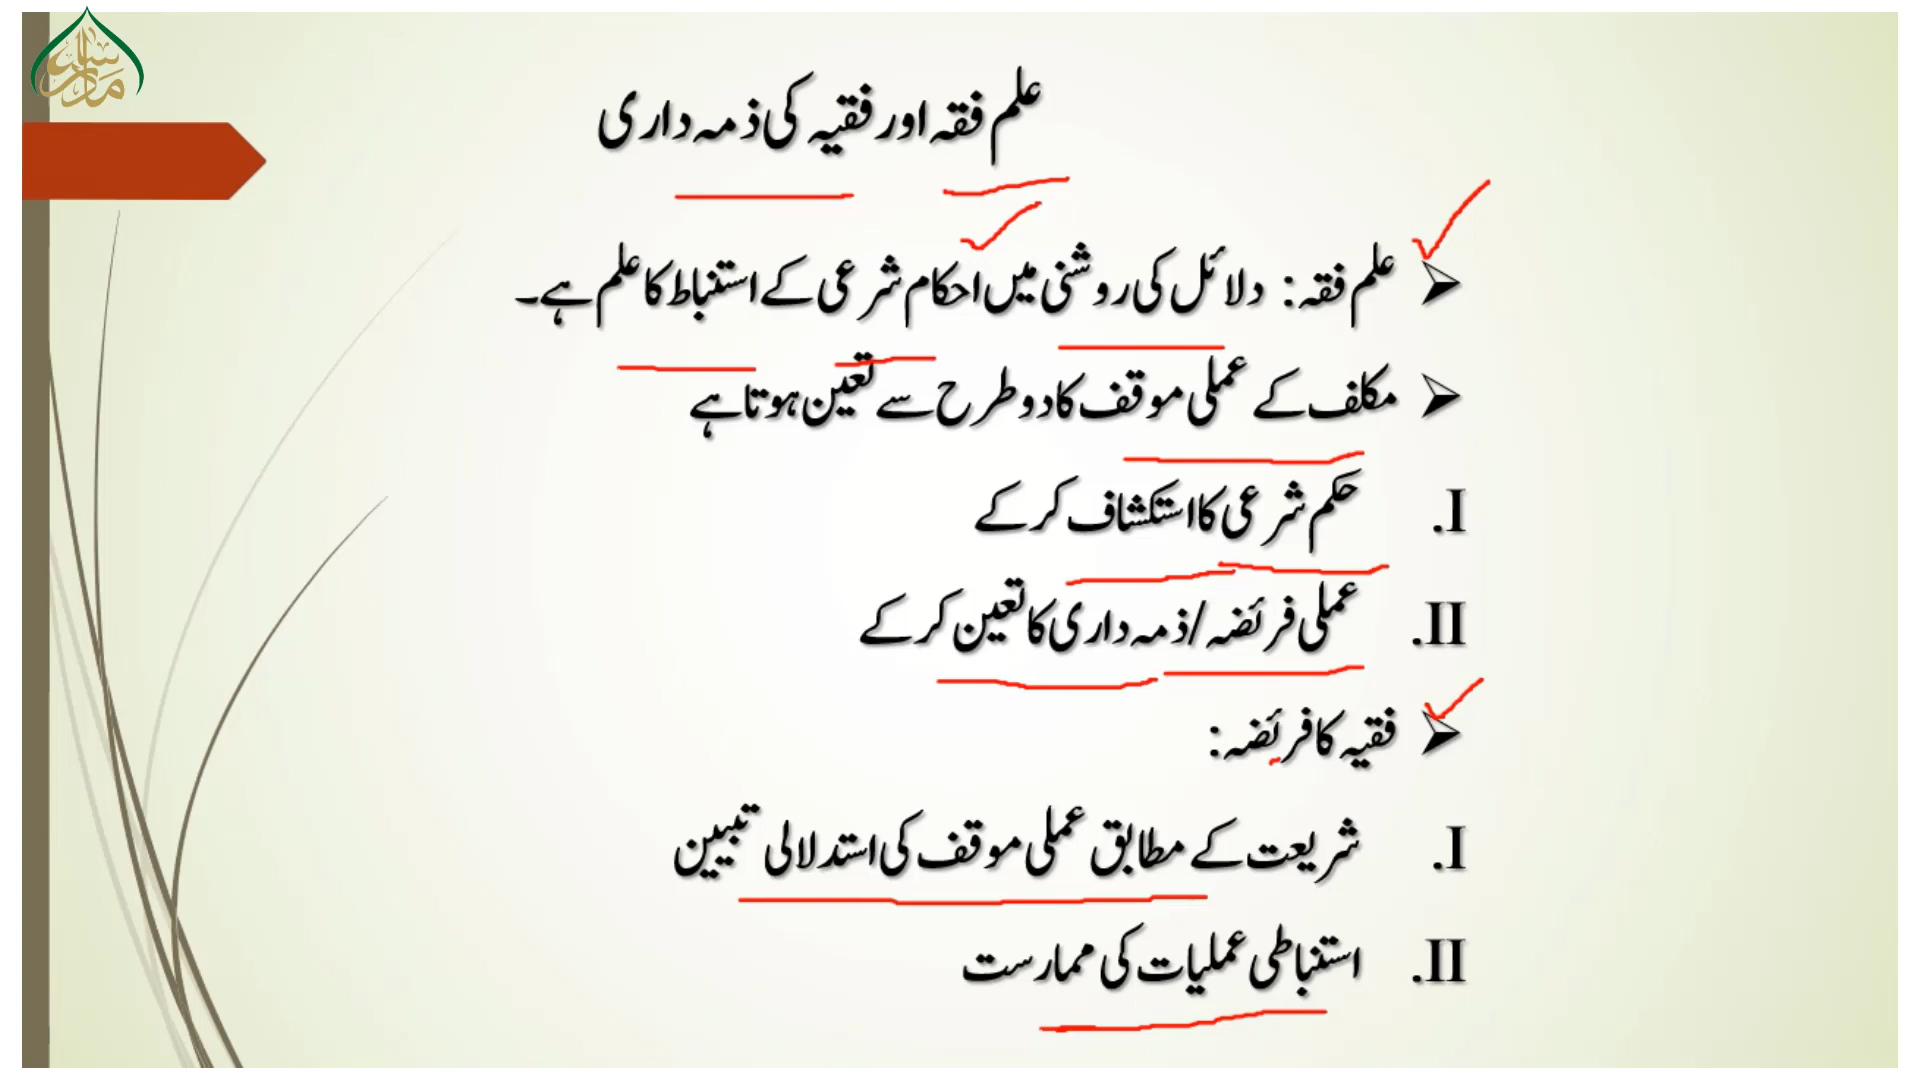 مدارس
علم فقہ اور فقیہ کی ذمہ داری
علم فقہ: دلائل کی روشنی میں احکام شرعی کے استنباط کا علم ہے۔
مکلف کے عملی موقف کا دو طرح سے تعین ہوتا ہے
I. حکم شرعی کا استکشاف کر کے
II. عملی فرئضہ/ذمہ داری کا تعین کر کے
فقیہ کا فرئضہ:
I. شریعت کے مطابق عملی موقف کی استدلالی تبیین
II. استنباطی عملیات کی ممارست